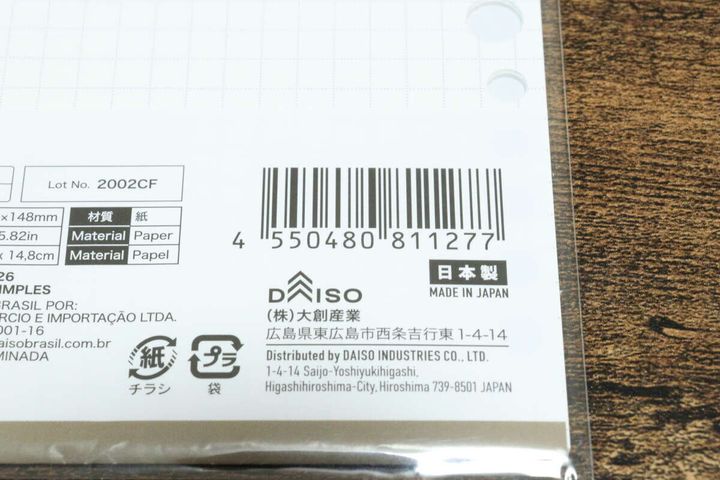 Lot No. 2002CF
×148mm
5.82in
x 14,8cm
材質 紙
Material Paper
Material Papel
26
IMPLES
BRASIL POR:
RCIO E IMPORTAÇÃO LTDA.
001-16
aisobrasil.com.br
MINADA
紙
チラシ
プラ
袋
4 550480 811277
日本製
MADE IN JAPAN
DAISO
(株)大創産業
広島県東広島市西条吉行東 1-4-14
Distributed by DAISO INDUSTRIES CO., LTD.
1-4-14 Saijo-Yoshiyukihigashi,
Higashihiroshima-City, Hiroshima 739-8501 JAPAN